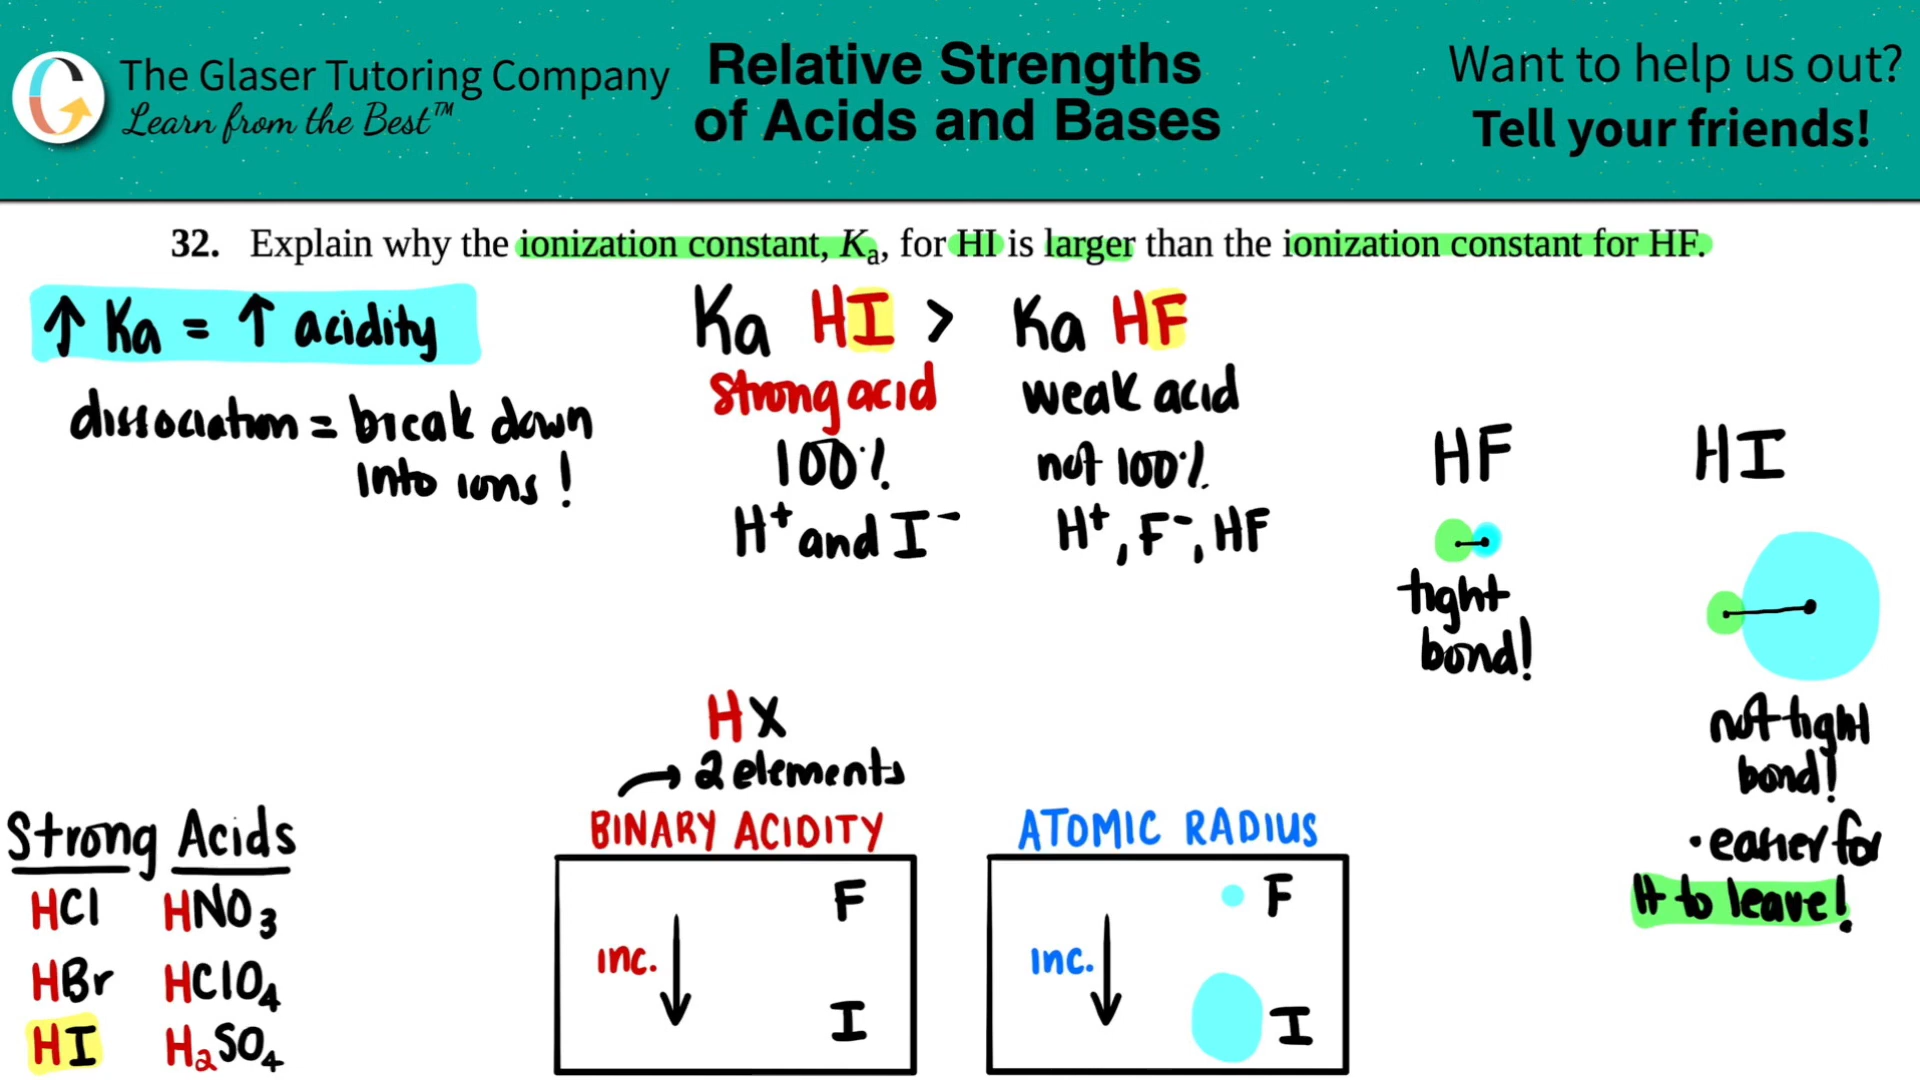 The Glaser Tutoring Company
Learn from the Best™
Relative Strengths
of Acids and Bases
Want to help us out?
Tell your friends!
32. Explain why the ionization constant, Kₐ, for HI is larger than the ionization constant for HF.
↑ Ka = ↑ acidity
dissociation = break down
into ions!
Ka HI > Ka HF
strong acid
100%
H⁺ and I⁻
weak acid
not 100%
H⁺, F⁻, HF
HF
tight
bond!
HI
not tight
bond!
• easier for
H to leave!
HX
→ 2 elements
BINARY ACIDITY
F
inc. ↓
I
ATOMIC RADIUS
F
inc. ↓
I
Strong Acids
HCl HNO₃
HBr HClO₄
HI H₂SO₄